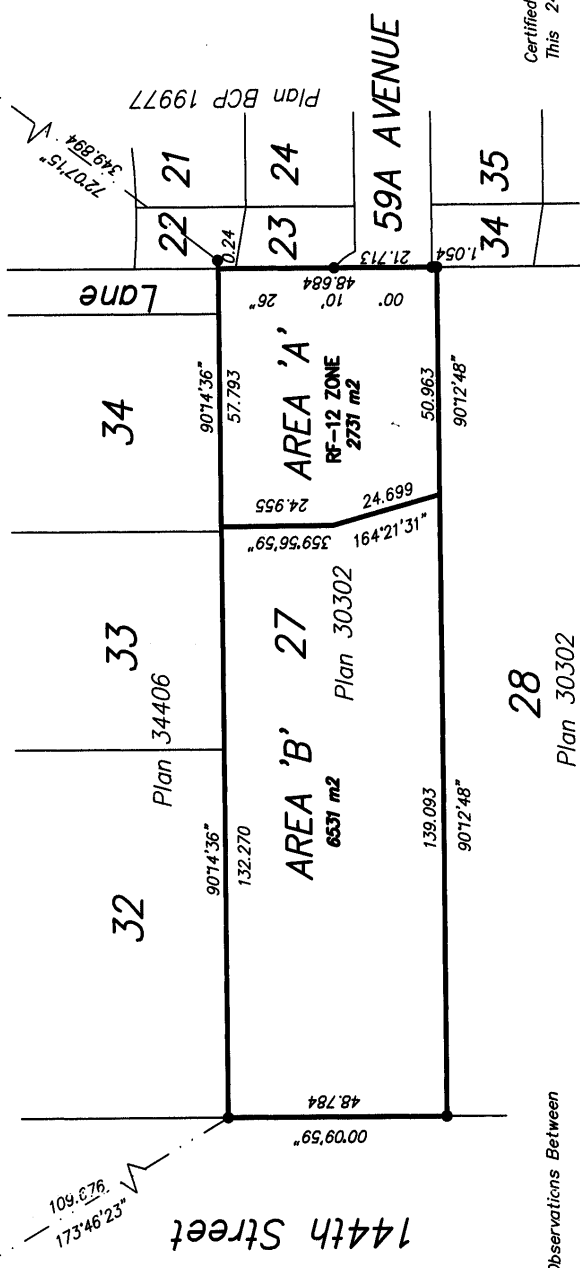 72°07'15"
349.894
Plan BCP 19977
22
21
0.24
23
24
59A AVENUE
21.713
1.054
34
35
Lane
48.684
00° 10' 26"
34
90°14'36"
57.793
AREA 'A'
RF-12 ZONE
2731 m2
50.963
90°12'48"
24.955
359°56'59"
24.699
164°21'31"
33
Plan 34406
32
90°14'36"
132.270
AREA 'B'
6531 m2
27
Plan 30302
139.093
90°12'48"
28
Plan 30302
48.784
00°09'59"
109.676
173°46'23"
144th Street
Observations Between
Certified
This 2